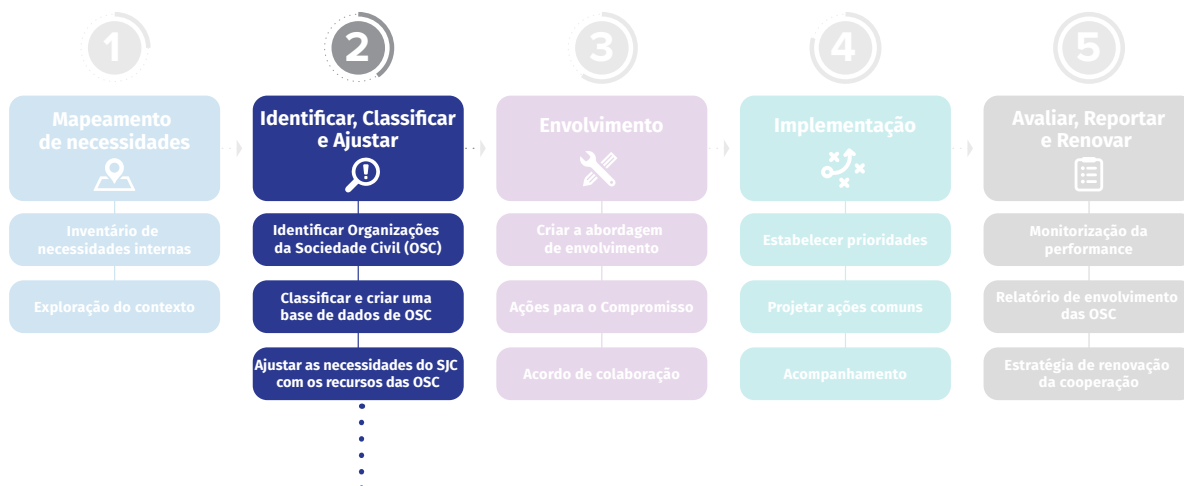 1
2
3
4
5
Mapeamento
de necessidades
Identificar, Classificar
e Ajustar
Envolvimento
Implementação
Avaliar, Reportar
e Renovar
Inventário de
necessidades internas
Identificar Organizações
da Sociedade Civil (OSC)
Criar a abordagem
de envolvimento
Estabelecer prioridades
Monitorização da
performance
Exploração do contexto
Classificar e criar uma
base de dados de OSC
Ações para o Compromisso
Projetar ações comuns
Relatório de envolvimento
das OSC
Ajustar as necessidades do SJC
com os recursos das OSC
Acordo de colaboração
Acompanhamento
Estratégia de renovação
da cooperação